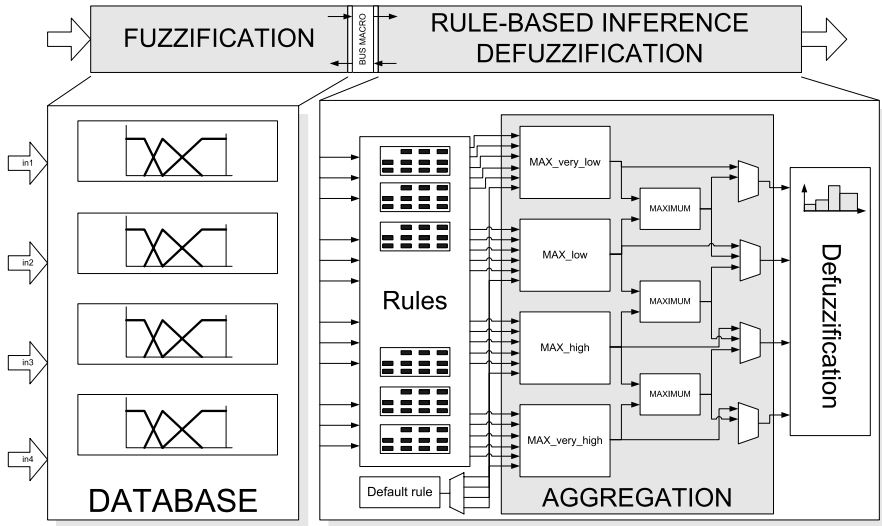 FUZZIFICATION
BUS MACRO
RULE-BASED INFERENCE
DEFUZZIFICATION
in1
in2
in3
in4
DATABASE
Rules
Default rule
MAX_very_low
MAX_low
MAX_high
MAX_very_high
MAXIMUM
MAXIMUM
MAXIMUM
AGGREGATION
Defuzzification